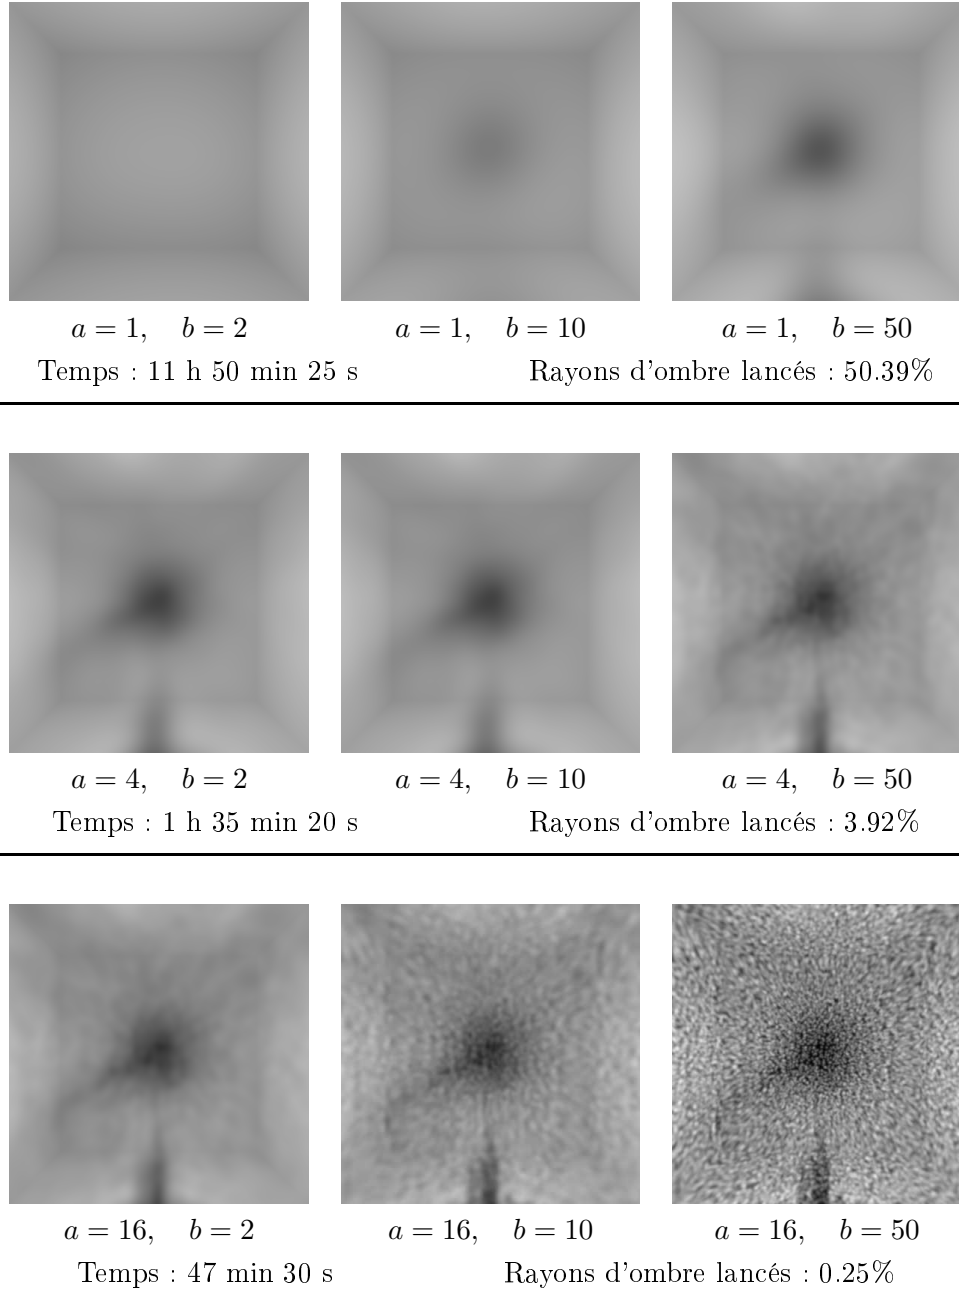 a = 1, b = 2
a = 1, b = 10
a = 1, b = 50
Temps : 11 h 50 min 25 s
Rayons d'ombre lancés : 50.39%
a = 4, b = 2
a = 4, b = 10
a = 4, b = 50
Temps : 1 h 35 min 20 s
Rayons d'ombre lancés : 3.92%
a = 16, b = 2
a = 16, b = 10
a = 16, b = 50
Temps : 47 min 30 s
Rayons d'ombre lancés : 0.25%